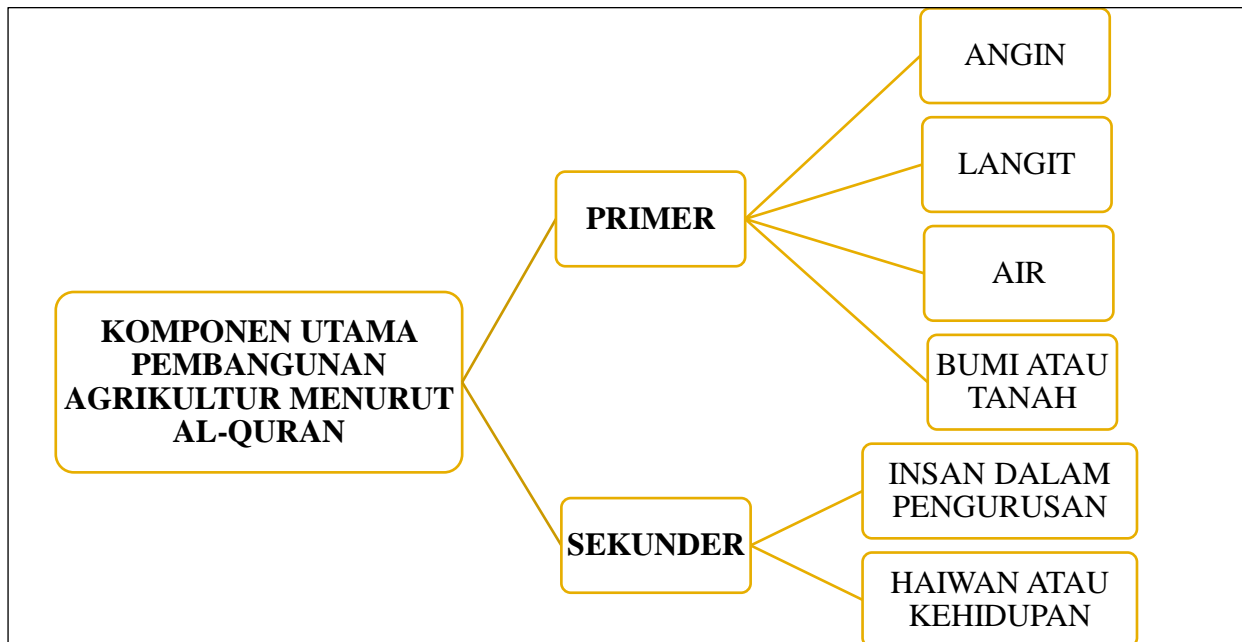 KOMPONEN UTAMA
PEMBANGUNAN
AGRIKULTUR MENURUT
AL-QURAN
PRIMER
ANGIN
LANGIT
AIR
BUMI ATAU
TANAH
SEKUNDER
INSAN DALAM
PENGURUSAN
HAIWAN ATAU
KEHIDUPAN